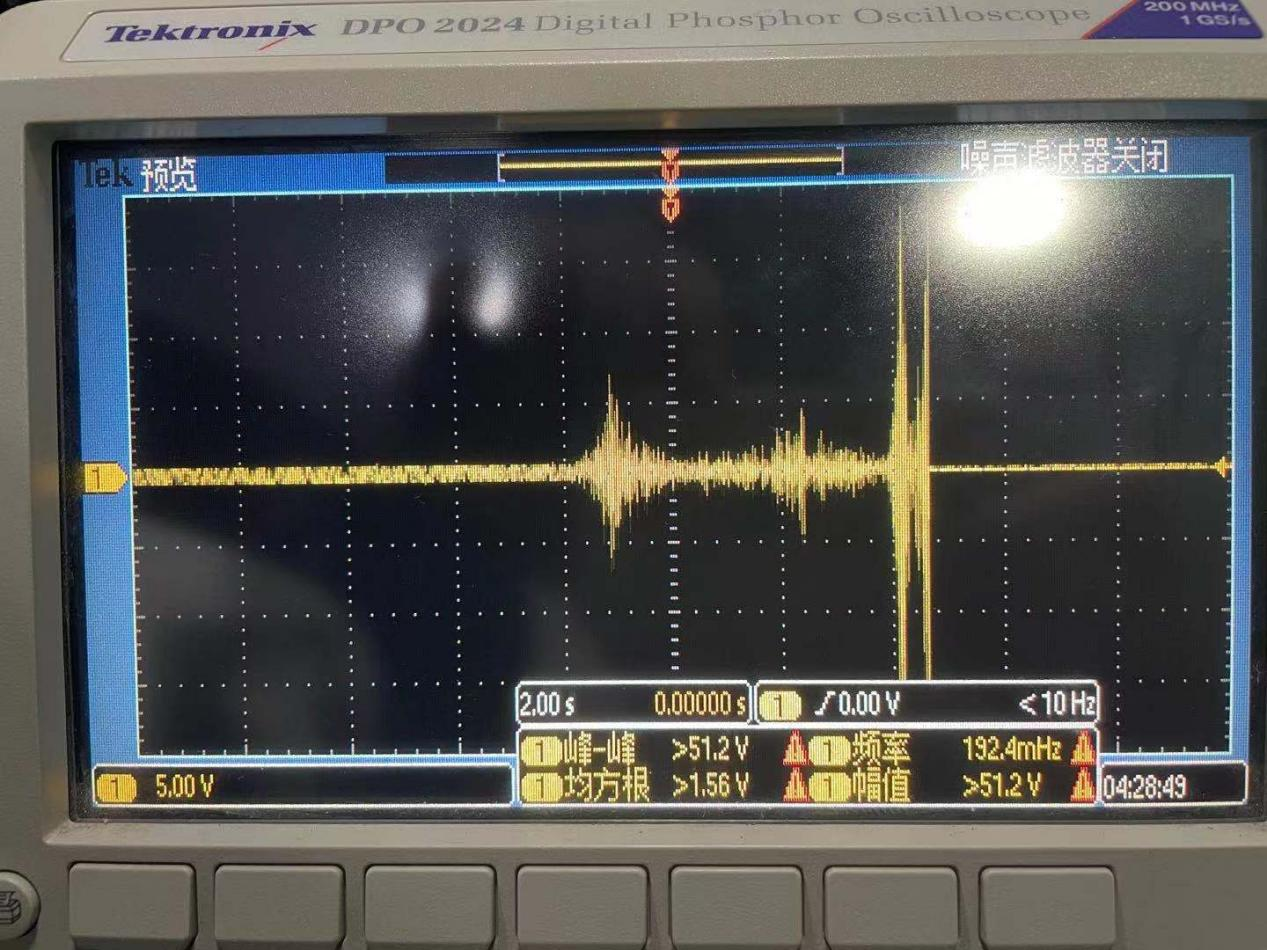 Tektronix DPO 2024 Digital Phosphor Oscilloscope
200 MHz
1 GS/s
Tek 预览
噪声滤波器关闭
1
2.00 s 0.00000 s
1 0.00 V < 10 Hz
1 5.00 V
1 峰-峰 >51.2 V
1 频率 192.4mHz
1 均方根 >1.56 V
1 幅值 >51.2 V
04:28:49